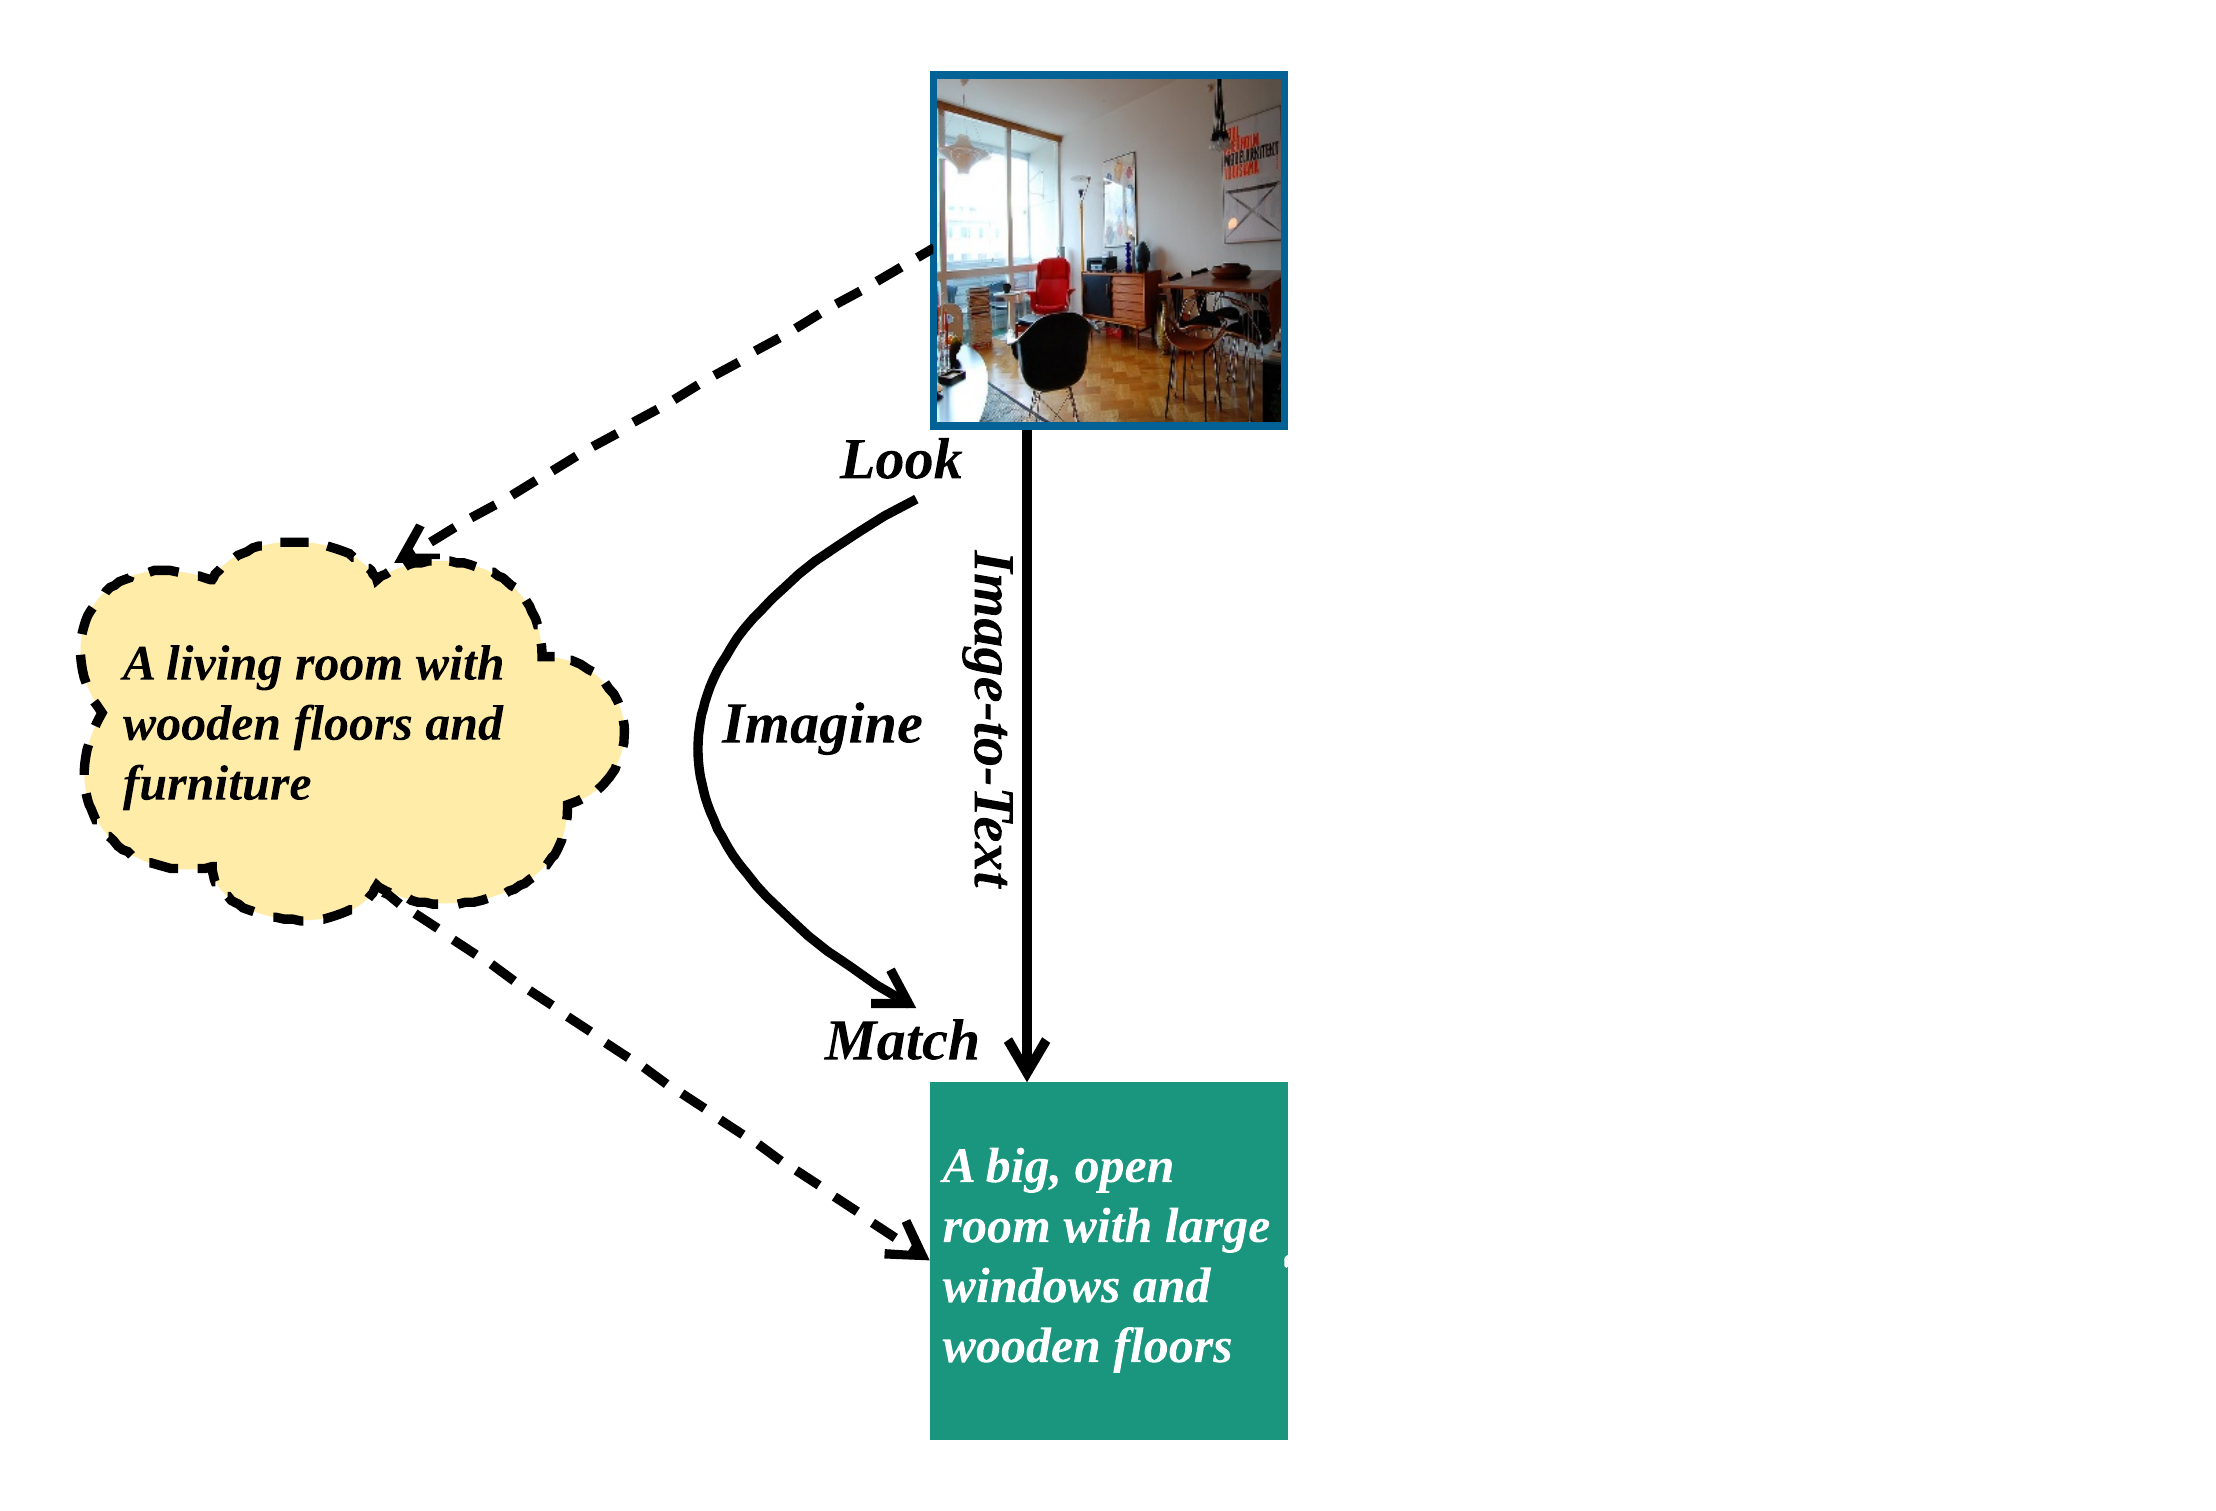 Look
Image-to-Text
A living room with
wooden floors and
furniture
Imagine
Match
A big, open
room with large
windows and
wooden floors